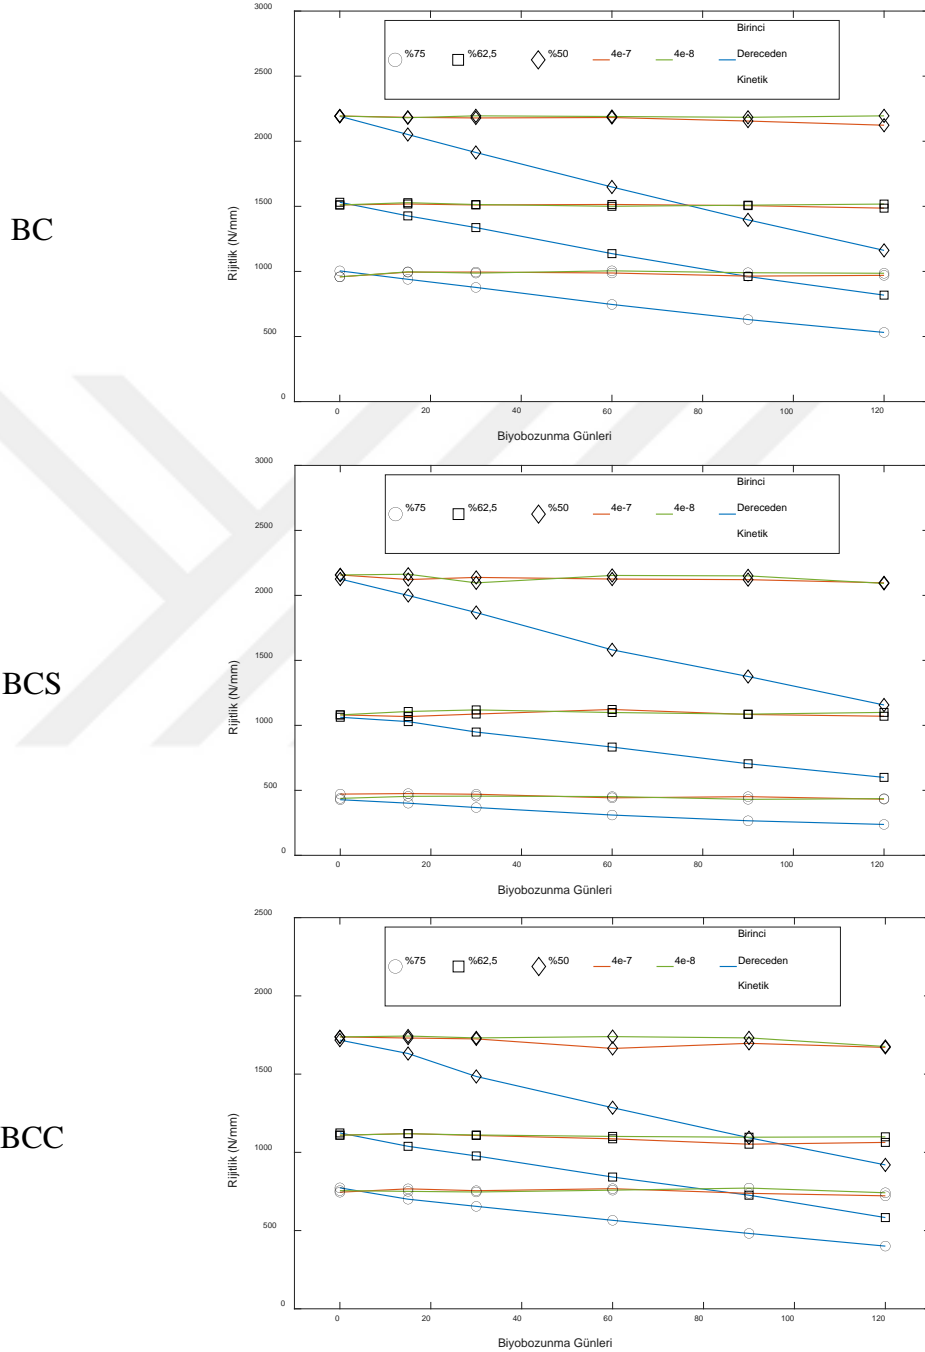 3000
Birinci
%75 %62,5 %50 4e-7 4e-8 Dereceden
Kinetik
2500
2000
1500
1000
500
0
Rijitlik (N/mm)
BC
0 20 40 60 80 100 120
Biyobozunma Günleri
3000
Birinci
%75 %62,5 %50 4e-7 4e-8 Dereceden
Kinetik
2500
2000
1500
1000
500
0
Rijitlik (N/mm)
BCS
0 20 40 60 80 100 120
Biyobozunma Günleri
2500
Birinci
%75 %62,5 %50 4e-7 4e-8 Dereceden
Kinetik
2000
1500
1000
500
0
Rijitlik (N/mm)
BCC
0 20 40 60 80 100 120
Biyobozunma Günleri